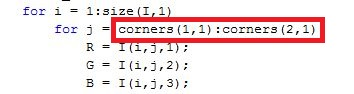 for i = 1:size(I,1)
for j = corners(1,1):corners(2,1)
R = I(i,j,1);
G = I(i,j,2);
B = I(i,j,3);